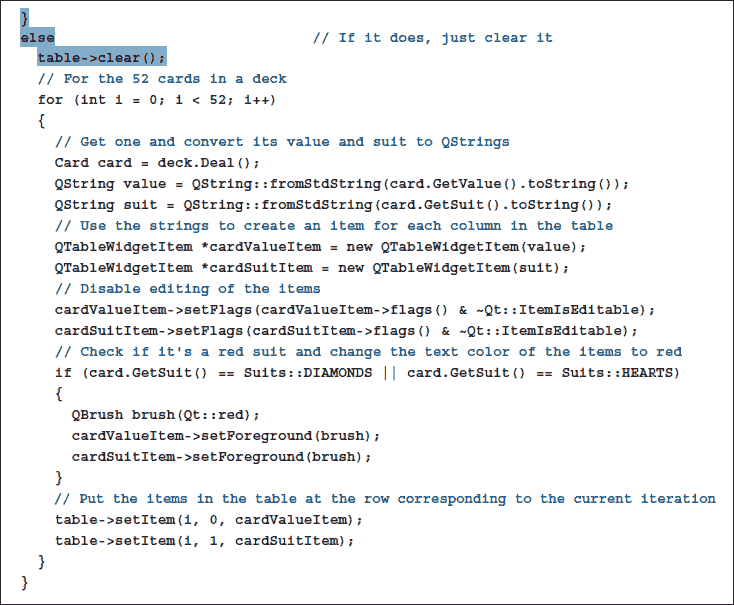 }
else                              // If it does, just clear it
  table->clear();
  // For the 52 cards in a deck
  for (int i = 0; i < 52; i++)
  {
    // Get one and convert its value and suit to QStrings
    Card card = deck.Deal();
    QString value = QString::fromStdString(card.GetValue().toString());
    QString suit = QString::fromStdString(card.GetSuit().toString());
    // Use the strings to create an item for each column in the table
    QTableWidgetItem *cardValueItem = new QTableWidgetItem(value);
    QTableWidgetItem *cardSuitItem = new QTableWidgetItem(suit);
    // Disable editing of the items
    cardValueItem->setFlags(cardValueItem->flags() & ~Qt::ItemIsEditable);
    cardSuitItem->setFlags(cardSuitItem->flags() & ~Qt::ItemIsEditable);
    // Check if it's a red suit and change the text color of the items to red
    if (card.GetSuit() == Suits::DIAMONDS || card.GetSuit() == Suits::HEARTS)
    {
      QBrush brush(Qt::red);
      cardValueItem->setForeground(brush);
      cardSuitItem->setForeground(brush);
    }
    // Put the items in the table at the row corresponding to the current iteration
    table->setItem(i, 0, cardValueItem);
    table->setItem(i, 1, cardSuitItem);
  }
}